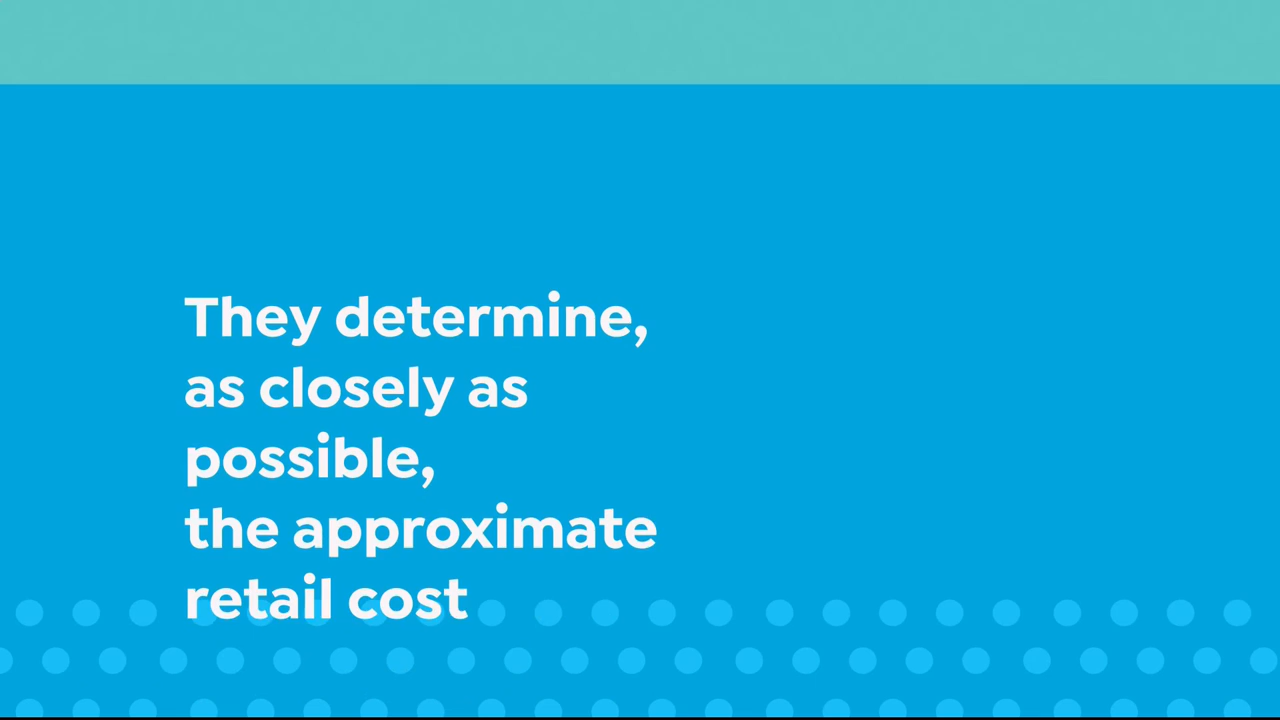 They determine,
as closely as
possible,
the approximate
retail cost